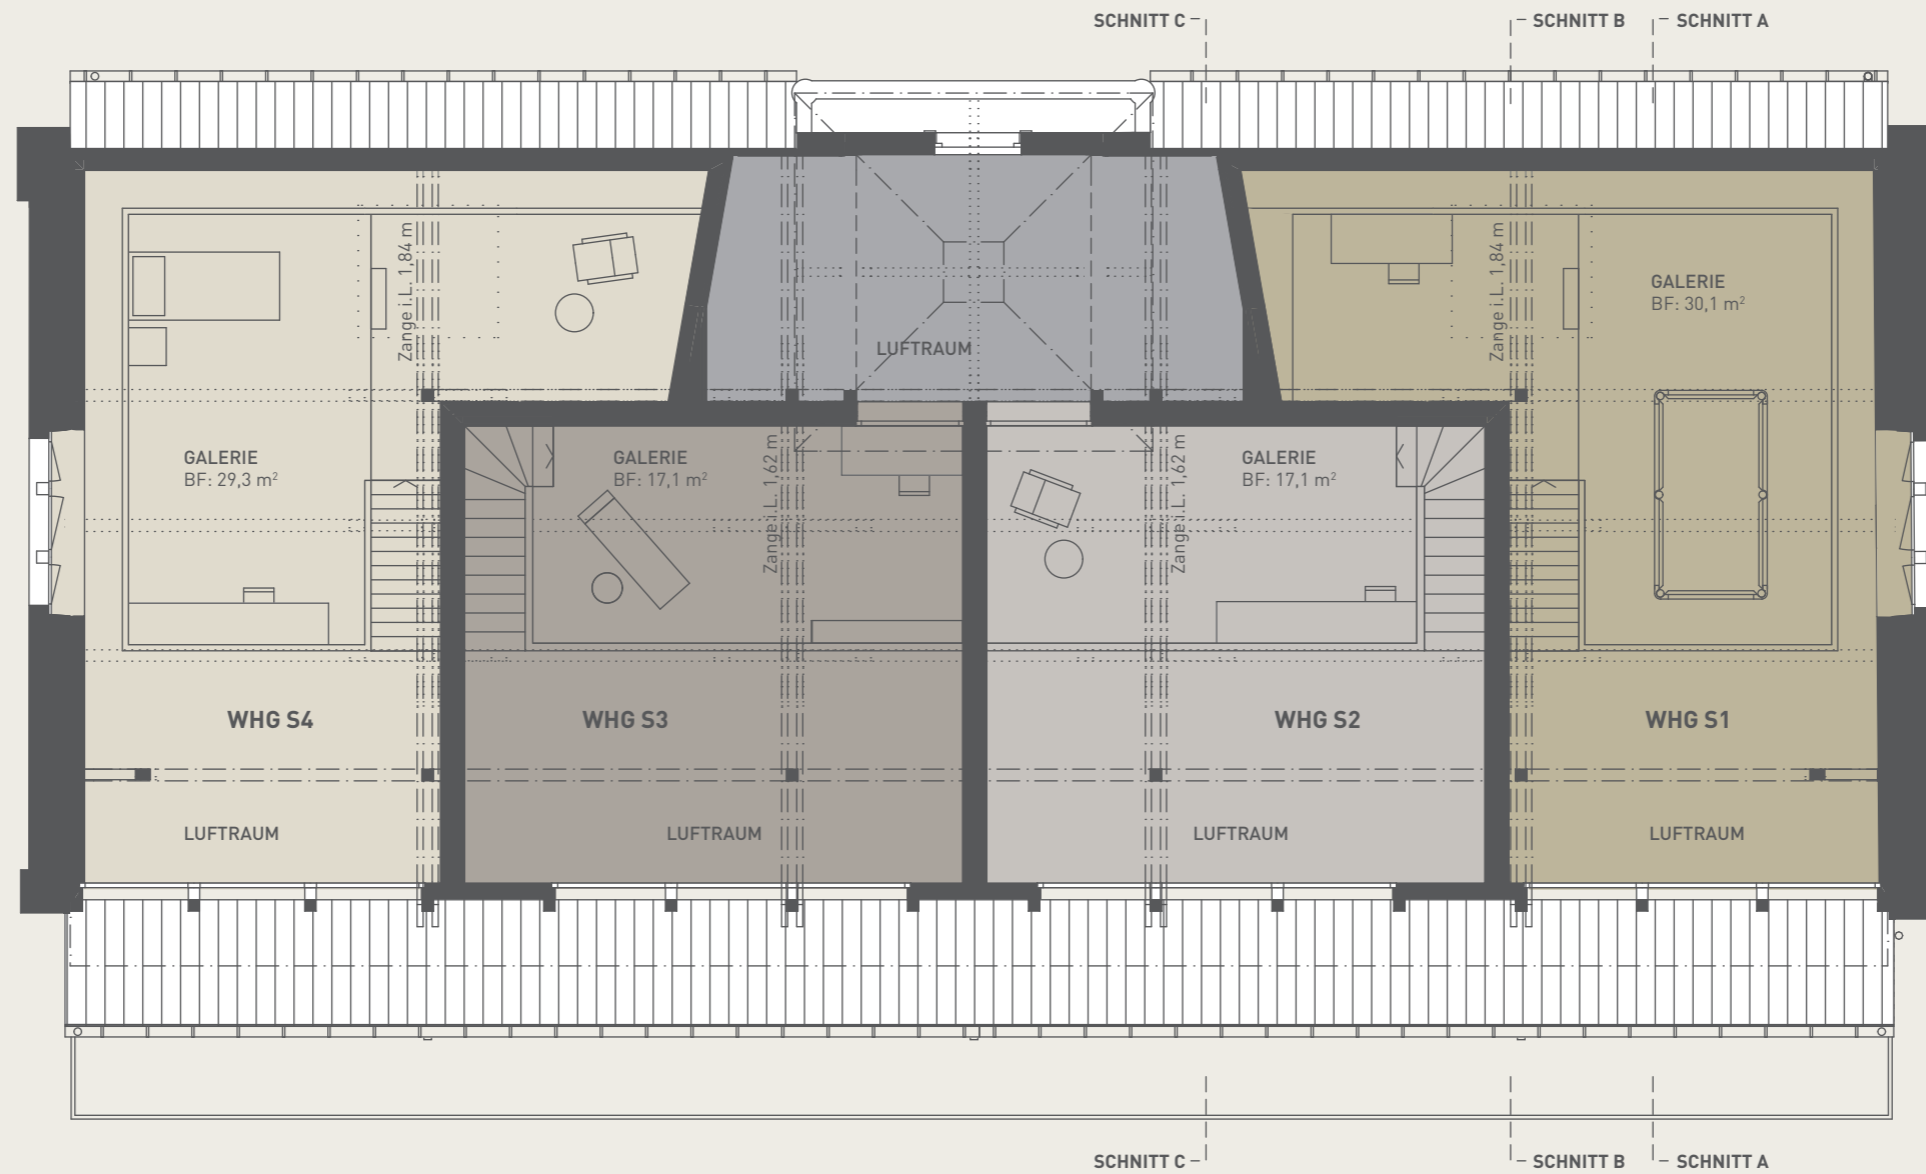 SCHNITT C
SCHNITT B
SCHNITT A
Zange i.L. 1,84 m
Zange i.L. 1,84 m
GALERIE
BF: 30,1 m²
LUFTRAUM
GALERIE
BF: 29,3 m²
GALERIE
BF: 17,1 m²
Zange i.L. 1,62 m
Zange i.L. 1,62 m
GALERIE
BF: 17,1 m²
WHG S4
WHG S3
WHG S2
WHG S1
LUFTRAUM
LUFTRAUM
LUFTRAUM
LUFTRAUM
SCHNITT C
SCHNITT B
SCHNITT A